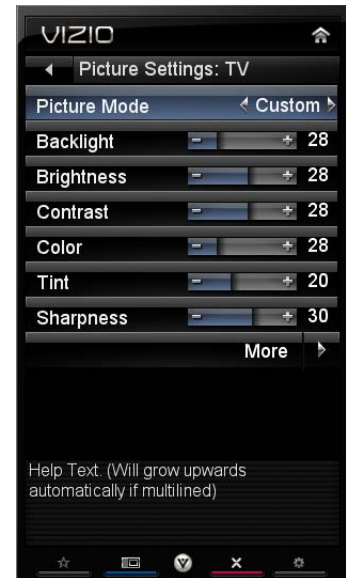 VIZIO
Picture Settings: TV
Picture Mode Custom
Backlight - + 28
Brightness - + 28
Contrast - + 28
Color - + 28
Tint - + 20
Sharpness - + 30
More
Help Text. (Will grow upwards
automatically if multilined)
V